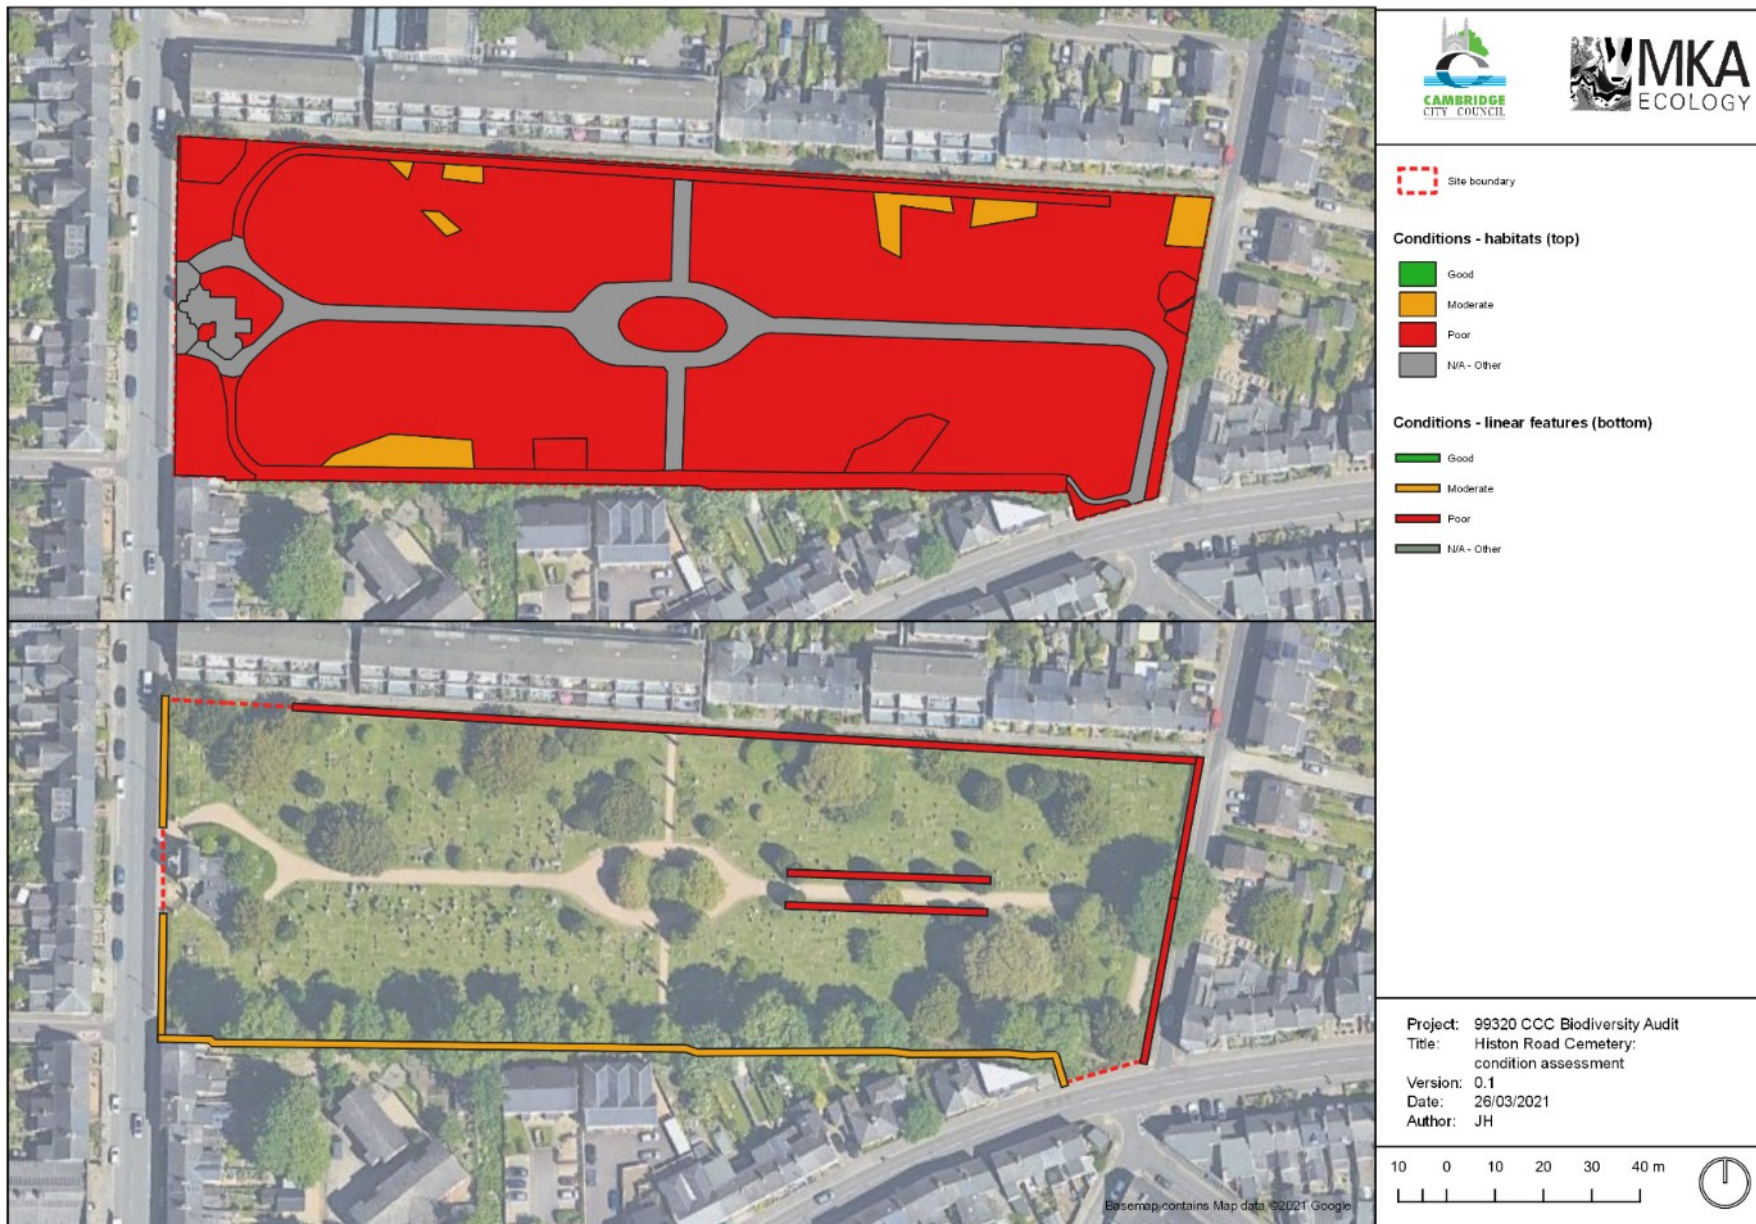 CAMBRIDGE
CITY COUNCIL
MKA
ECOLOGY
Site boundary
Conditions - habitats (top)
Good
Moderate
Poor
N/A - Other
Conditions - linear features (bottom)
Good
Moderate
Poor
N/A - Other
Project: 99320 CCC Biodiversity Audit
Title: Histon Road Cemetery:
condition assessment
Version: 0.1
Date: 26/03/2021
Author: JH
10 0 10 20 30 40 m
Basemap contains Map data ©2021 Google